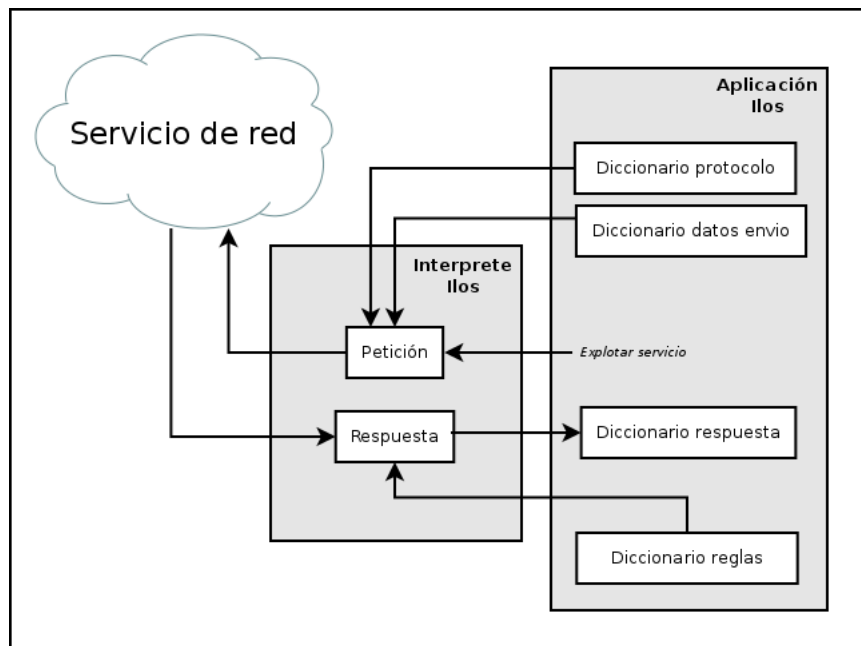 Servicio de red
Aplicación
Ilos
Diccionario protocolo
Diccionario datos envio
Interprete
Ilos
Petición
Explotar servicio
Respuesta
Diccionario respuesta
Diccionario reglas